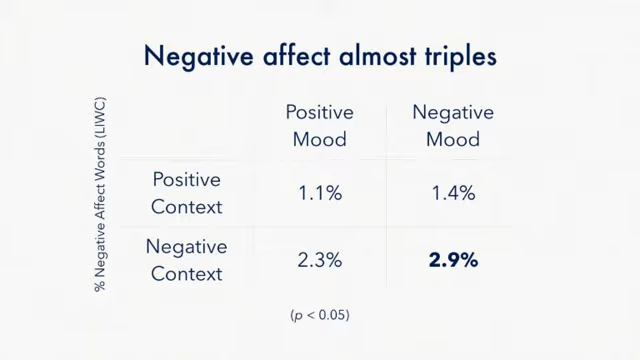 Negative affect almost triples
% Negative Affect Words (LIWC)
Positive
Mood
Negative
Mood
Positive
Context
1.1%
1.4%
Negative
Context
2.3%
2.9%
(p < 0.05)